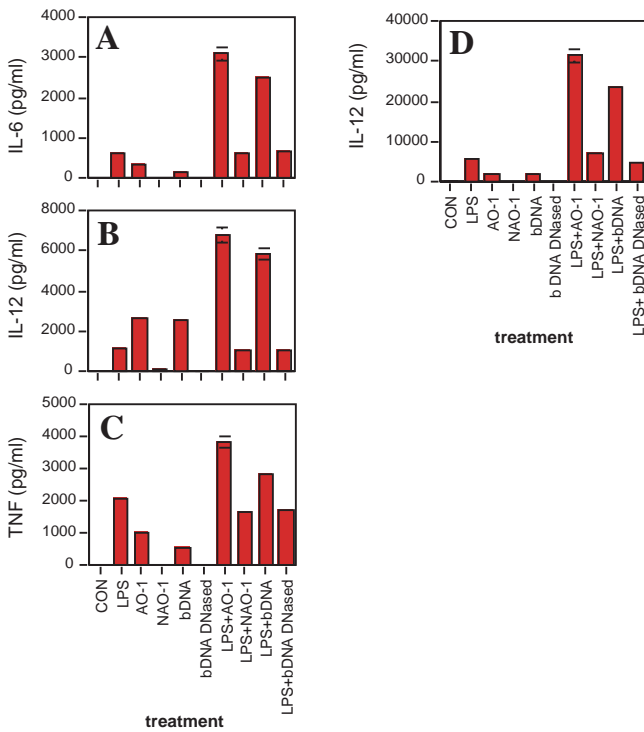 A
IL-6 (pg/ml)
4000
3000
2000
1000
0
B
IL-12 (pg/ml)
8000
6000
4000
2000
0
C
TNF (pg/ml)
5000
4000
3000
2000
1000
0
CON
LPS
AO-1
NAO-1
bDNA
bDNA DNased
LPS+AO-1
LPS+NAO-1
LPS+bDNA
LPS+bDNA DNased
treatment
D
IL-12 (pg/ml)
40000
30000
20000
10000
0
CON
LPS
AO-1
NAO-1
bDNA
b DNA DNased
LPS+AO-1
LPS+NAO-1
LPS+bDNA
LPS+ bDNA DNased
treatment